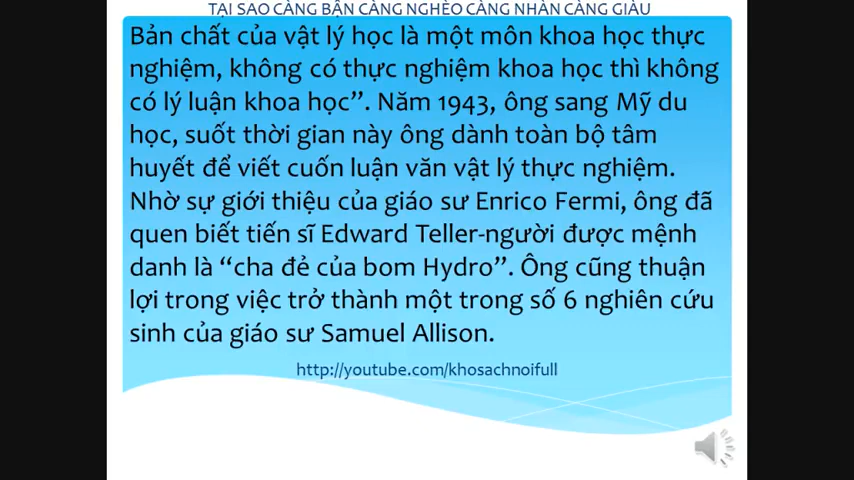 TẠI SAO CÀNG BẬN CÀNG NGHÈO CÀNG NHÀN CÀNG GIÀU
Bản chất của vật lý học là một môn khoa học thực
nghiệm, không có thực nghiệm khoa học thì không
có lý luận khoa học”. Năm 1943, ông sang Mỹ du
học, suốt thời gian này ông dành toàn bộ tâm
huyết để viết cuốn luận văn vật lý thực nghiệm.
Nhờ sự giới thiệu của giáo sư Enrico Fermi, ông đã
quen biết tiến sĩ Edward Teller-người được mệnh
danh là “cha đẻ của bom Hydro”. Ông cũng thuận
lợi trong việc trở thành một trong số 6 nghiên cứu
sinh của giáo sư Samuel Allison.
http://youtube.com/khosachnoifull